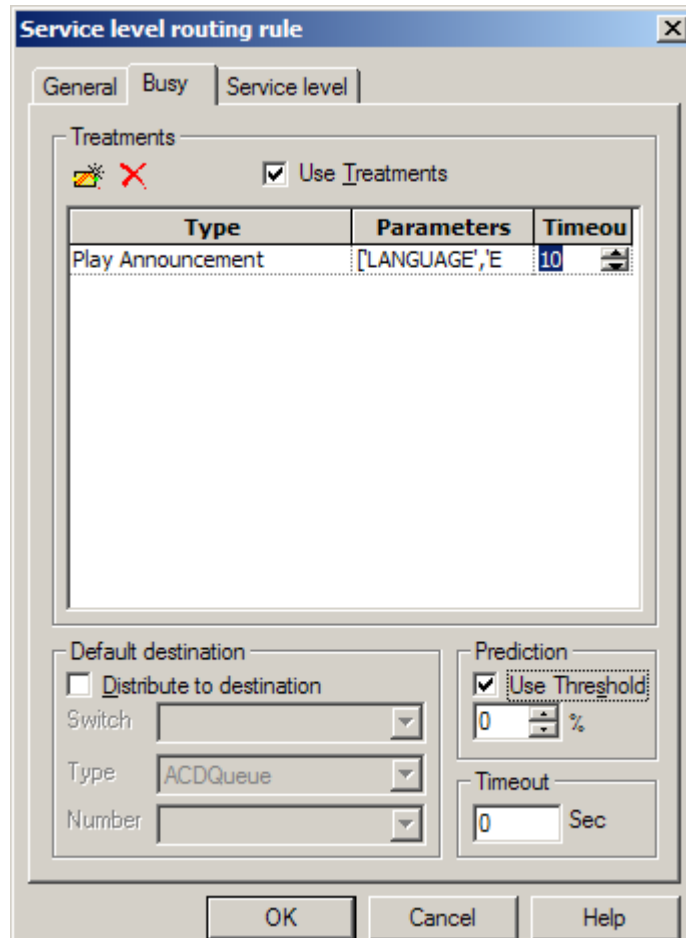 Service level routing rule
General Busy Service level
Treatments
Use Treatments
Type Parameters Timeou
Play Announcement ['LANGUAGE','E 10
Default destination
Distribute to destination
Switch
Type ACDQueue
Number
Prediction
Use Threshold
0 %
Timeout
0 Sec
OK Cancel Help